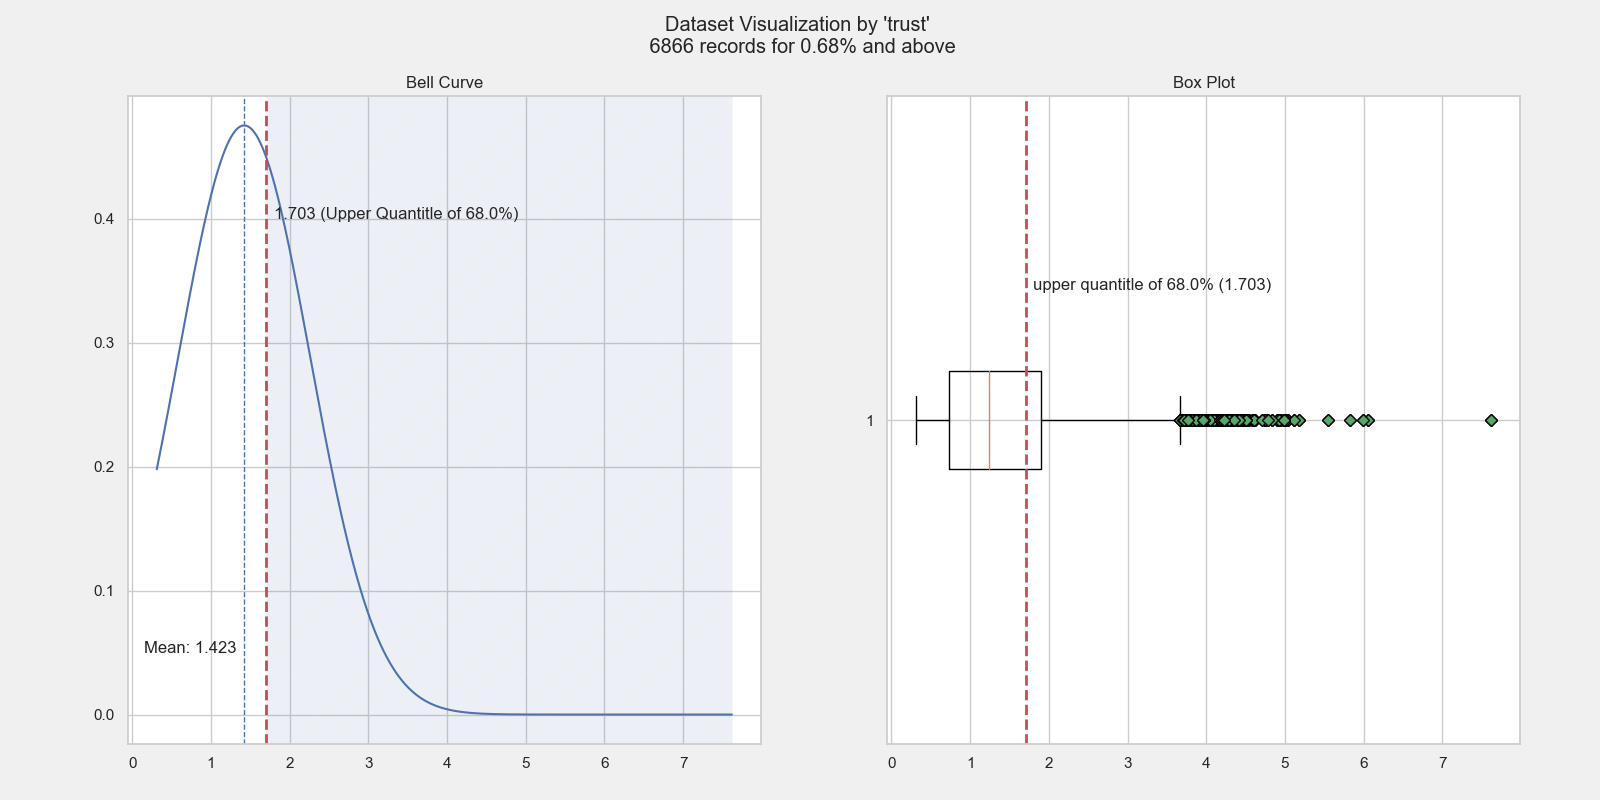 Dataset Visualization by 'trust'
6866 records for 0.68% and above
Bell Curve
0.4
0.3
0.2
0.1
0.0
1.703 (Upper Quantitle of 68.0%)
Mean: 1.423
0 1 2 3 4 5 6 7
Box Plot
upper quantitle of 68.0% (1.703)
1
0 1 2 3 4 5 6 7